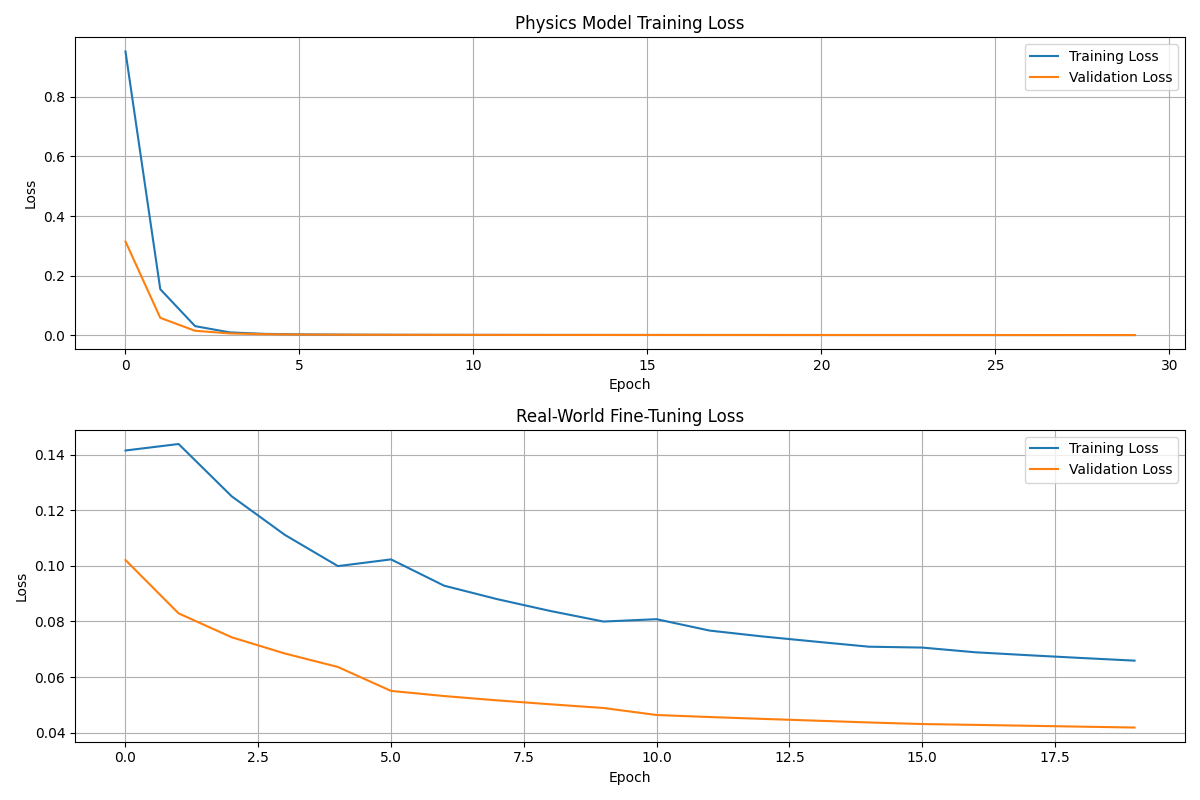 Physics Model Training Loss
Training Loss
Validation Loss
Loss
0.8
0.6
0.4
0.2
0.0
0 5 10 15 20 25 30
Epoch
Real-World Fine-Tuning Loss
Training Loss
Validation Loss
Loss
0.14
0.12
0.10
0.08
0.06
0.04
0.0 2.5 5.0 7.5 10.0 12.5 15.0 17.5
Epoch